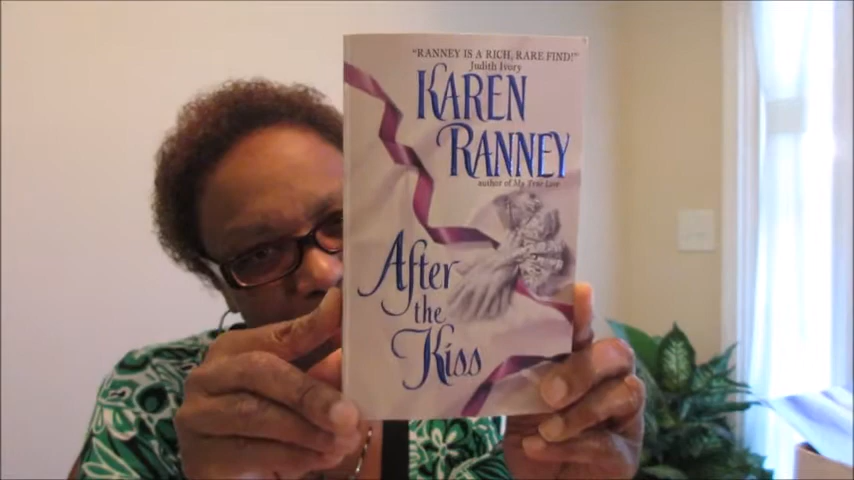 "RANNEY IS A RICH, RARE FIND!"
Judith Ivory
KAREN
RANNEY
author of My True Love
After
the
Kiss